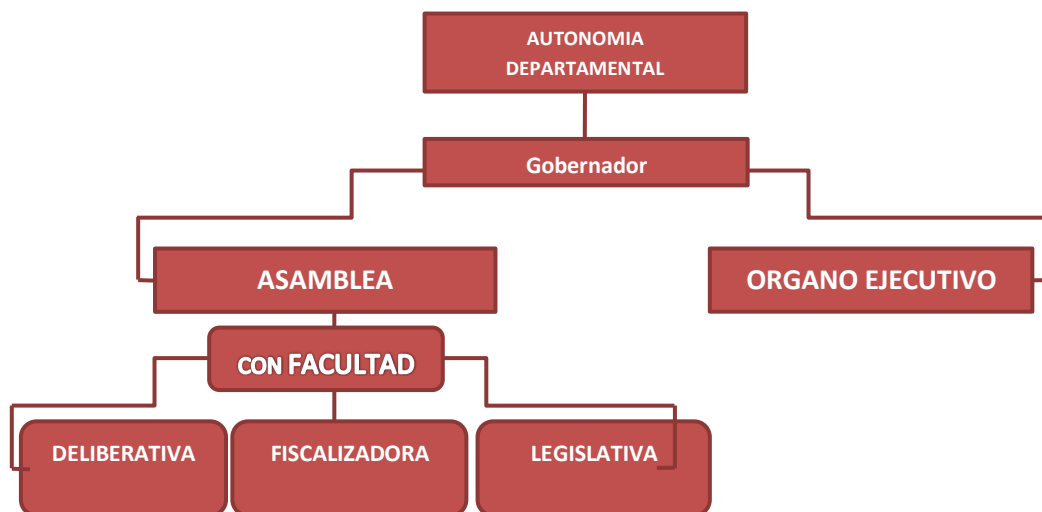 AUTONOMIA
DEPARTAMENTAL
Gobernador
ASAMBLEA
ORGANO EJECUTIVO
CON FACULTAD
DELIBERATIVA
FISCALIZADORA
LEGISLATIVA